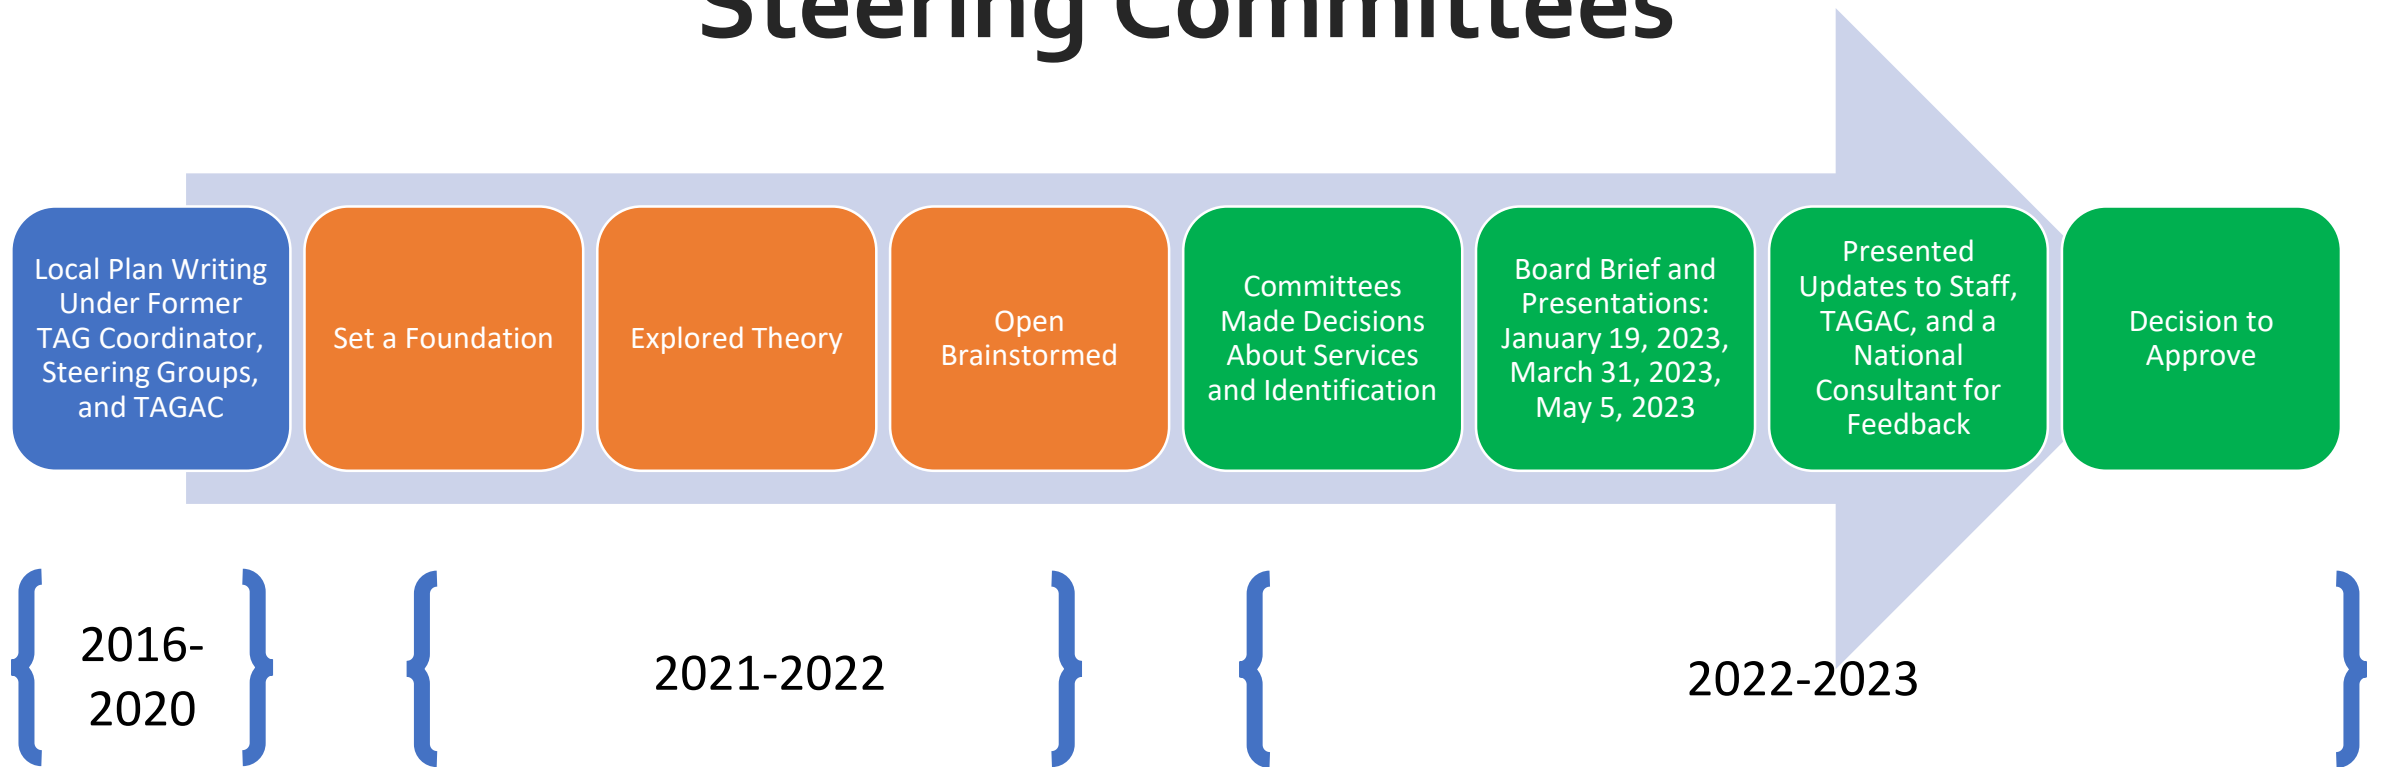 Steering Committees
Local Plan Writing
Under Former
TAG Coordinator,
Steering Groups,
and TAGAC
Set a Foundation
Explored Theory
Open
Brainstormed
Committees
Made Decisions
About Services
and Identification
Board Brief and
Presentations:
January 19, 2023,
March 31, 2023,
May 5, 2023
Presented
Updates to Staff,
TAGAC, and a
National
Consultant for
Feedback
Decision to
Approve
2016-
2020
2021-2022
2022-2023